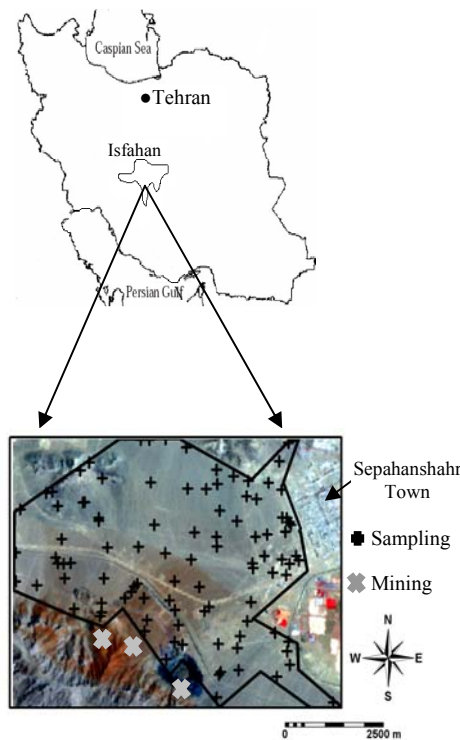 Caspian Sea
Tehran
Isfahan
Persian Gulf
Sepahanshahr
Town
Sampling
Mining
N
W E
S
0 2500 m